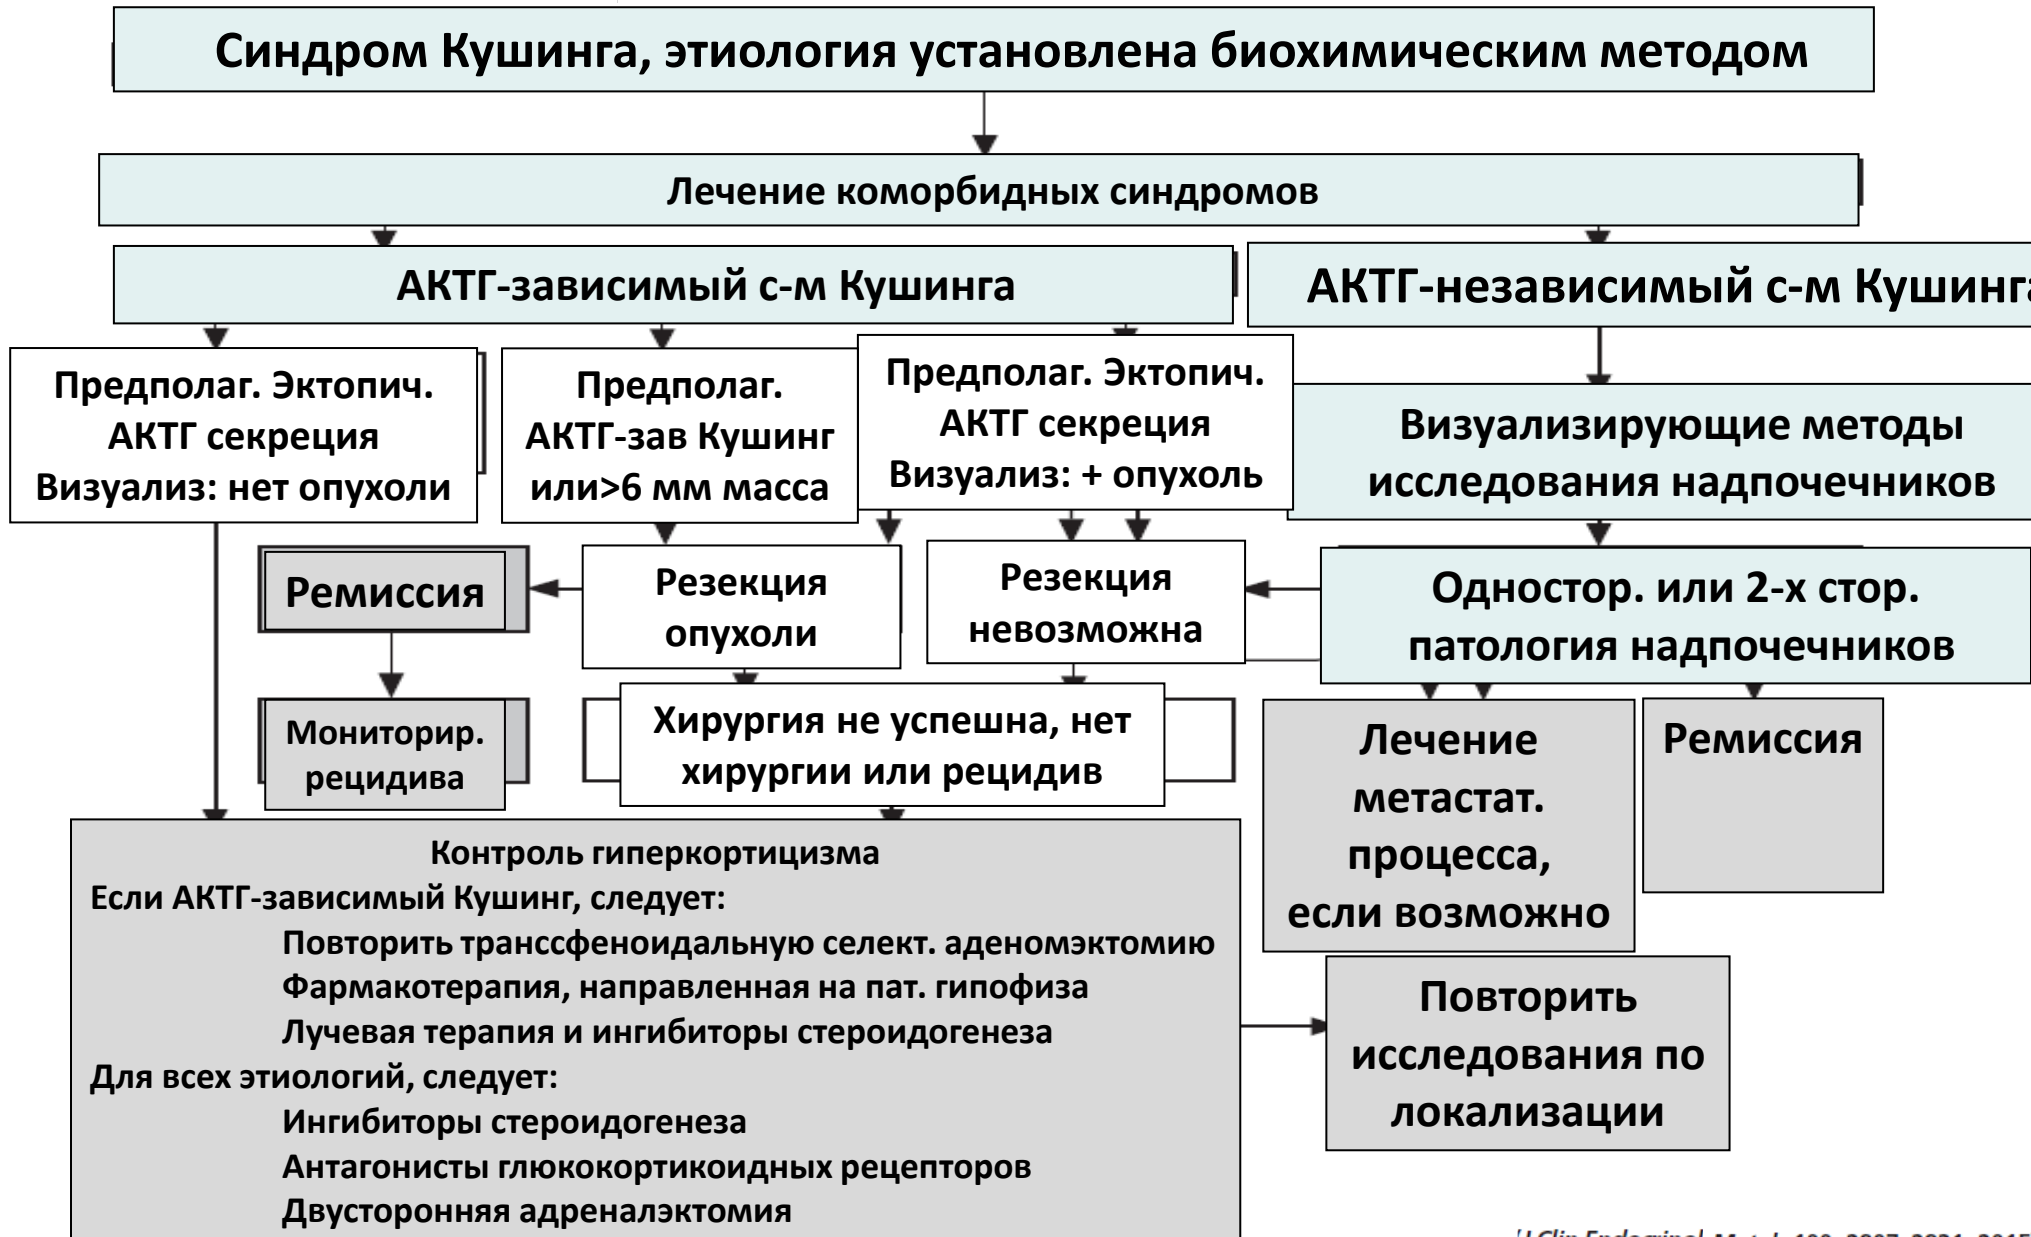 Синдром Кушинга, этиология установлена биохимическим методом
Лечение коморбидных синдромов
АКТГ-зависимый с-м Кушинга
АКТГ-независимый с-м Кушинга
Предполаг. Эктопич.
АКТГ секреция
Визуализ: нет опухоли
Предполаг.
АКТГ-зав Кушинг
или>6 мм масса
Предполаг. Эктопич.
АКТГ секреция
Визуализ: + опухоль
Визуализирующие методы
исследования надпочечников
Ремиссия
Резекция
опухоли
Резекция
невозможна
Одностор. или 2-х стор.
патология надпочечников
Мониторир.
рецидива
Хирургия не успешна, нет
хирургии или рецидив
Лечение
метастат.
процесса,
если возможно
Ремиссия
Контроль гиперкортицизма
Если АКТГ-зависимый Кушинг, следует:
Повторить транссфеноидальную селект. аденомэктомию
Фармакотерапия, направленная на пат. гипофиза
Лучевая терапия и ингибиторы стероидогенеза
Для всех этиологий, следует:
Ингибиторы стероидогенеза
Антагонисты глюкокортикоидных рецепторов
Двусторонняя адреналэктомия
Повторить
исследования по
локализации